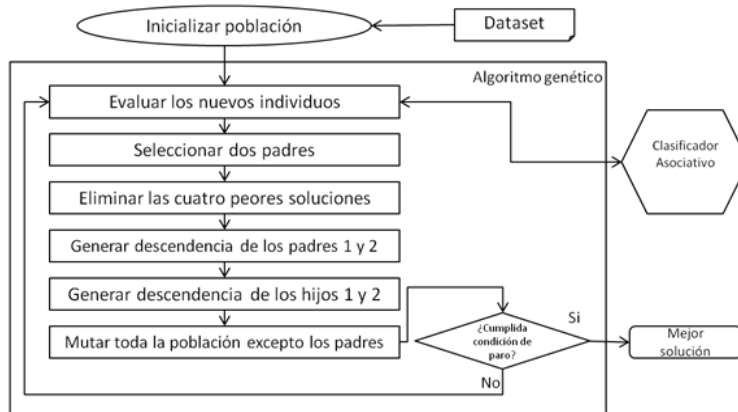 Inicializar población
Dataset
Algoritmo genético
Evaluar los nuevos individuos
Clasificador
Asociativo
Seleccionar dos padres
Eliminar las cuatro peores soluciones
Generar descendencia de los padres 1 y 2
Generar descendencia de los hijos 1 y 2
Mutar toda la población excepto los padres
¿Cumplida
condición de
paro?
Si
No
Mejor
solución